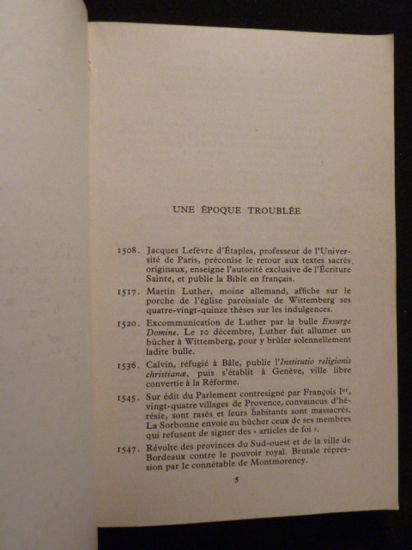 UNE ÉPOQUE TROUBLÉE
1508. Jacques Lefèvre d'Étaples, professeur de l'Univer-
sité de Paris, préconise le retour aux textes sacrés
originaux, enseigne l'autorité exclusive de l'Écriture
Sainte, et publie la Bible en français.
1517. Martin Luther, moine allemand, affiche sur le
porche de l'église paroissiale de Wittemberg ses
quatre-vingt-quinze thèses sur les indulgences.
1520. Excommunication de Luther par la bulle Exsurge
Domine. Le 10 décembre, Luther fait allumer un
bûcher à Wittemberg, pour y brûler solennellement
ladite bulle.
1536. Calvin, réfugié à Bâle, publie l'Institutio religionis
christianæ, puis s'établit à Genève, ville libre
convertie à la Réforme.
1545. Sur édit du Parlement contresigné par François Ier,
vingt-quatre villages de Provence, convaincus d'hé-
résie, sont rasés et leurs habitants sont massacrés.
La Sorbonne envoie au bûcher ceux de ses membres
qui refusent de signer des « articles de foi ».
1547. Révolte des provinces du Sud-ouest et de la ville de
Bordeaux contre le pouvoir royal. Brutale répres-
sion par le connétable de Montmorency.
5